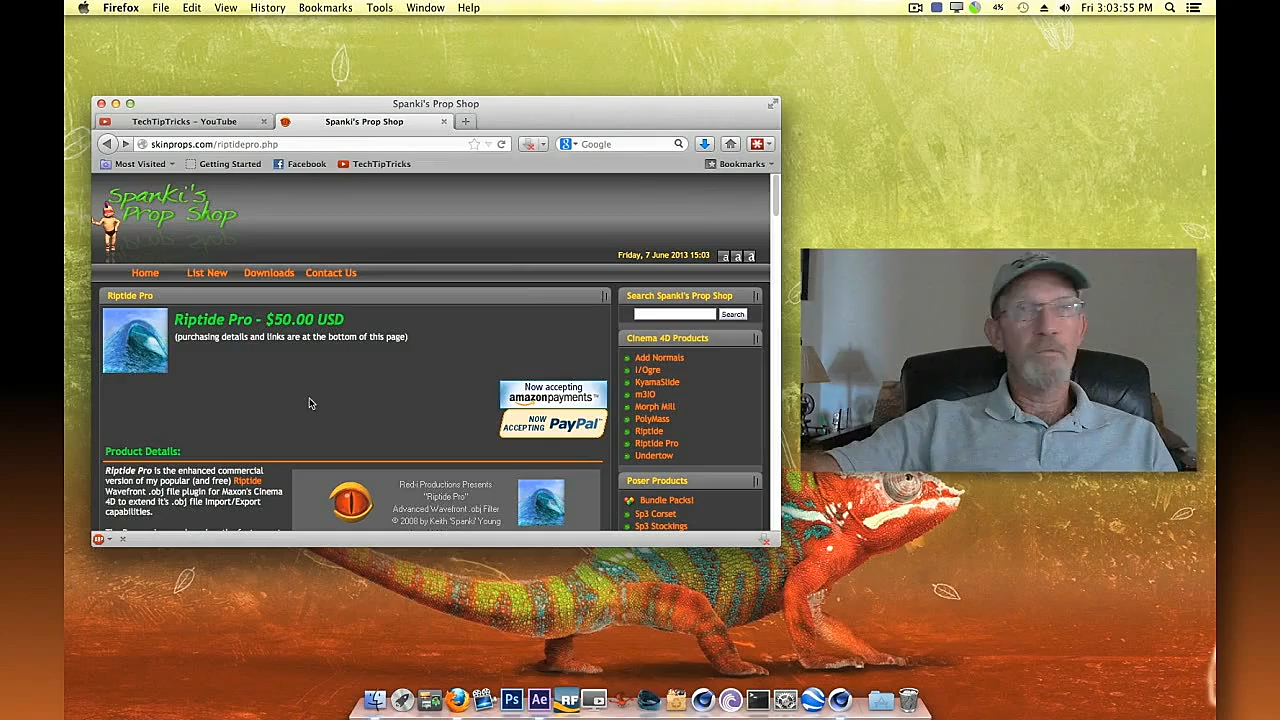 Firefox File Edit View History Bookmarks Tools Window Help
4% Fri 3:03:55 PM
Spanki's Prop Shop
TechTipTricks – YouTube
Spanki's Prop Shop
skinprops.com/riptidepro.php
Google
Most Visited Getting Started Facebook TechTipTricks Bookmarks
Spanki's
Prop Shop
Friday, 7 June 2013 15:03 a a a
Home List New Downloads Contact Us
Riptide Pro
Riptide Pro - $50.00 USD
(purchasing details and links are at the bottom of this page)
Now accepting
amazonpayments™
NOW
ACCEPTING PayPal
Product Details:
Riptide Pro is the enhanced commercial
version of my popular (and free) Riptide
Wavefront .obj file plugin for Maxon's Cinema
4D to extend it's .obj file Import/Export
capabilities.
Red-i Productions Presents
"Riptide Pro"
Advanced Wavefront .obj Filter
© 2008 by Keith 'Spanki' Young
Search Spanki's Prop Shop
Search
Cinema 4D Products
Add Normals
i/Ogre
KyamaSlide
m3IO
Morph Mill
PolyMass
Riptide
Riptide Pro
Undertow
Poser Products
Bundle Packs!
Sp3 Corset
Sp3 Stockings
Ps Ae RF